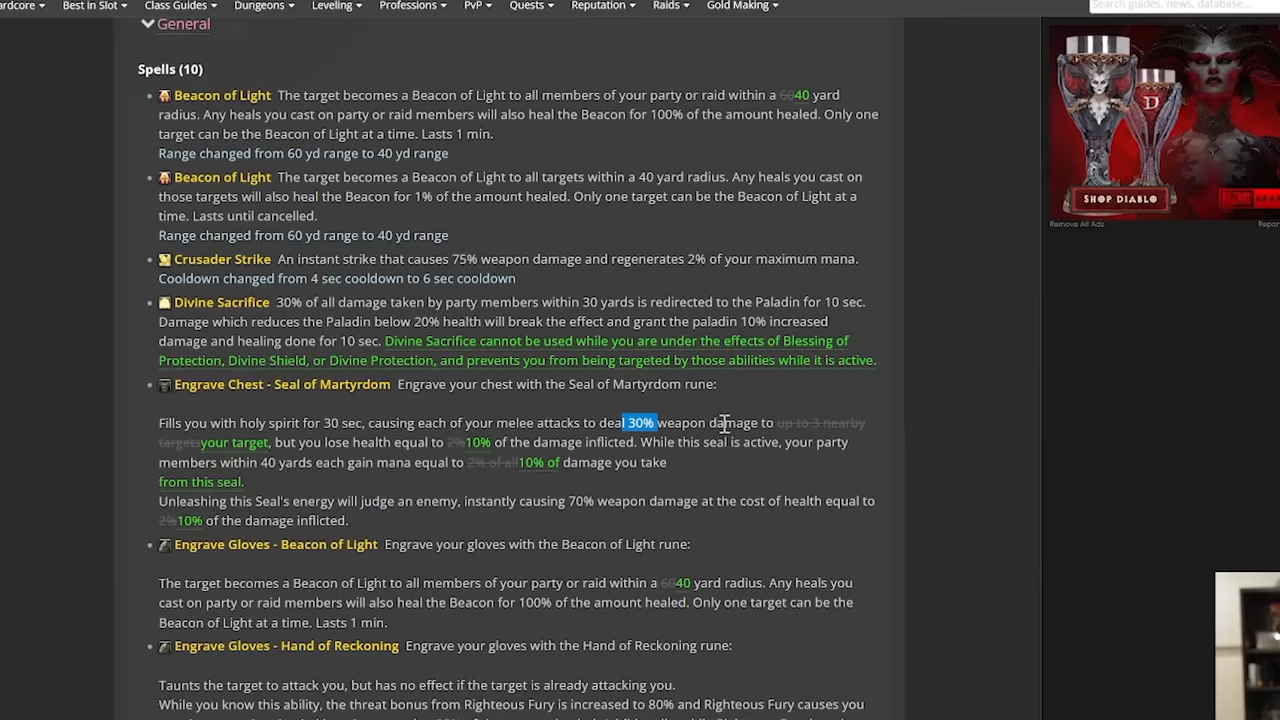 ardcore Best in Slot Class Guides Dungeons Leveling Professions PvP Quests Reputation Raids Gold Making Search guides, news, database...
General
Spells (10)
Beacon of Light The target becomes a Beacon of Light to all members of your party or raid within a 6040 yard
radius. Any heals you cast on party or raid members will also heal the Beacon for 100% of the amount healed. Only one
target can be the Beacon of Light at a time. Lasts 1 min.
Range changed from 60 yd range to 40 yd range
Beacon of Light The target becomes a Beacon of Light to all targets within a 40 yard radius. Any heals you cast on
those targets will also heal the Beacon for 1% of the amount healed. Only one target can be the Beacon of Light at a
time. Lasts until cancelled.
Range changed from 60 yd range to 40 yd range
Crusader Strike An instant strike that causes 75% weapon damage and regenerates 2% of your maximum mana.
Cooldown changed from 4 sec cooldown to 6 sec cooldown
Divine Sacrifice 30% of all damage taken by party members within 30 yards is redirected to the Paladin for 10 sec.
Damage which reduces the Paladin below 20% health will break the effect and grant the paladin 10% increased
damage and healing done for 10 sec. Divine Sacrifice cannot be used while you are under the effects of Blessing of
Protection, Divine Shield, or Divine Protection, and prevents you from being targeted by those abilities while it is active.
Engrave Chest - Seal of Martyrdom Engrave your chest with the Seal of Martyrdom rune:
Fills you with holy spirit for 30 sec, causing each of your melee attacks to deal 30% weapon damage to up to 3 nearby
targetsyour target, but you lose health equal to 2%10% of the damage inflicted. While this seal is active, your party
members within 40 yards each gain mana equal to 2% of all10% of damage you take
from this seal.
Unleashing this Seal's energy will judge an enemy, instantly causing 70% weapon damage at the cost of health equal to
2%10% of the damage inflicted.
Engrave Gloves - Beacon of Light Engrave your gloves with the Beacon of Light rune:
The target becomes a Beacon of Light to all members of your party or raid within a 6040 yard radius. Any heals you
cast on party or raid members will also heal the Beacon for 100% of the amount healed. Only one target can be the
Beacon of Light at a time. Lasts 1 min.
Engrave Gloves - Hand of Reckoning Engrave your gloves with the Hand of Reckoning rune:
Taunts the target to attack you, but has no effect if the target is already attacking you.
While you know this ability, the threat bonus from Righteous Fury is increased to 80% and Righteous Fury causes you
SHOP DIABLO
Remove All Ads
Repor